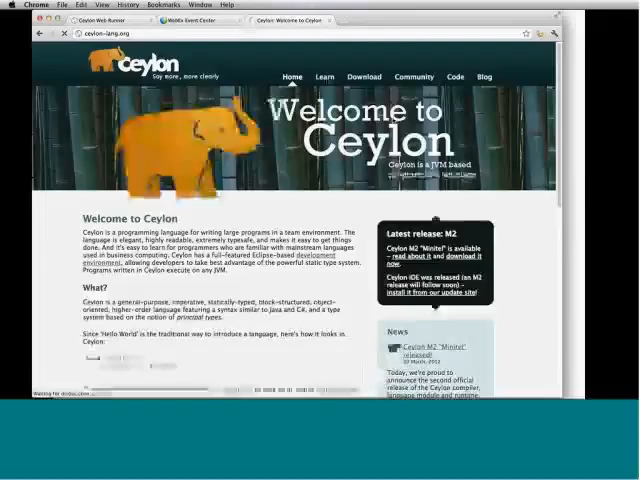 Chrome File Edit View History Bookmarks Window Help
Ceylon Web Runner
WebEx Event Center
Ceylon: Welcome to Ceylon
ceylon-lang.org
Ceylon
Say more, more clearly
Home Learn Download Community Code Blog
Welcome to
Ceylon
Ceylon is a JVM based
Welcome to Ceylon
Ceylon is a programming language for writing large programs in a team environment. The
language is elegant, highly readable, extremely typesafe, and makes it easy to get things
done. And it's easy to learn for programmers who are familiar with mainstream languages
used in business computing. Ceylon has a full-featured Eclipse-based development
environment, allowing developers to take best advantage of the powerful static type system.
Programs written in Ceylon execute on any JVM.
What?
Ceylon is a general-purpose, imperative, statically-typed, block-structured, object-
oriented, higher-order language featuring a syntax similar to Java and C#, and a type
system based on the notion of principal types.
Since 'Hello World' is the traditional way to introduce a language, here's how it looks in
Ceylon:
Latest release: M2
Ceylon M2 "Minitel" is available
- read about it and download it
now.
Ceylon IDE was released (an M2
release will follow soon) -
install it from our update site!
News
Ceylon M2 "Minitel"
released!
Today, we're proud to
announce the second official
release of the Ceylon compiler,
language module and runtime.